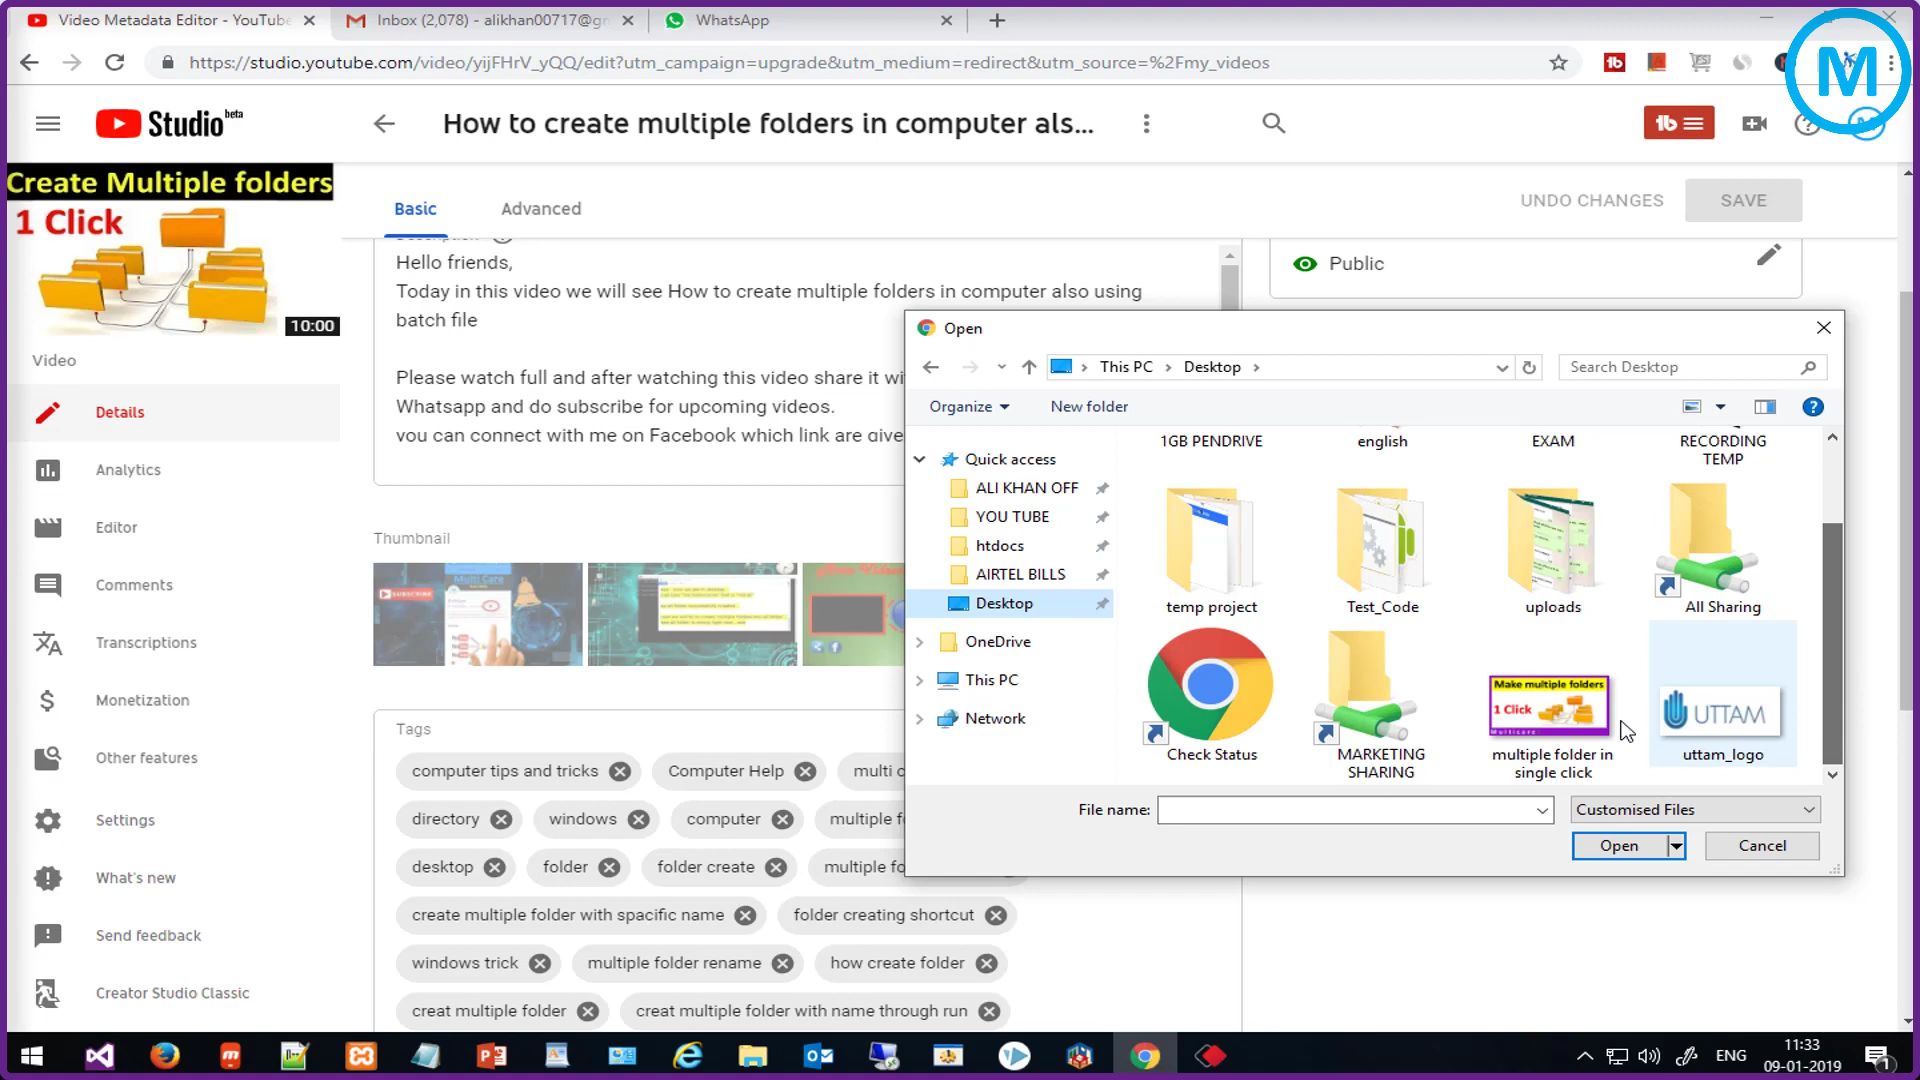 Video Metadata Editor - YouTube
Inbox (2,078) - alikhan00717@gm
WhatsApp
https://studio.youtube.com/video/yijFHrV_yQQ/edit?utm_campaign=upgrade&utm_medium=redirect&utm_source=%2Fmy_videos
M
Studio beta
How to create multiple folders in computer als...
Create Multiple folders
1 Click
10:00
Basic
Advanced
UNDO CHANGES
SAVE
Hello friends,
Today in this video we will see How to create multiple folders in computer also using
batch file
Please watch full and after watching this video share it wi
Whatsapp and do subscribe for upcoming videos.
you can connect with me on Facebook which link are give
Public
Video
Details
Analytics
Editor
Comments
Transcriptions
Monetization
Other features
Settings
What's new
Send feedback
Creator Studio Classic
Thumbnail
Multi Care
SUBSCRIBE
Tags
computer tips and tricks
Computer Help
multi c
directory
windows
computer
multiple f
desktop
folder
folder create
multiple fo
create multiple folder with spacific name
folder creating shortcut
windows trick
multiple folder rename
how create folder
creat multiple folder
creat multiple folder with name through run
Open
This PC
Desktop
Search Desktop
Organize
New folder
Quick access
ALI KHAN OFF
YOU TUBE
htdocs
AIRTEL BILLS
Desktop
OneDrive
This PC
Network
1GB PENDRIVE
english
EXAM
RECORDING
TEMP
temp project
Test_Code
uploads
All Sharing
Check Status
MARKETING
SHARING
Make multiple folders
1 Click
Multicare
multiple folder in
single click
UTTAM
uttam_logo
File name:
Customised Files
Open
Cancel
ENG
11:33
09-01-2019
1